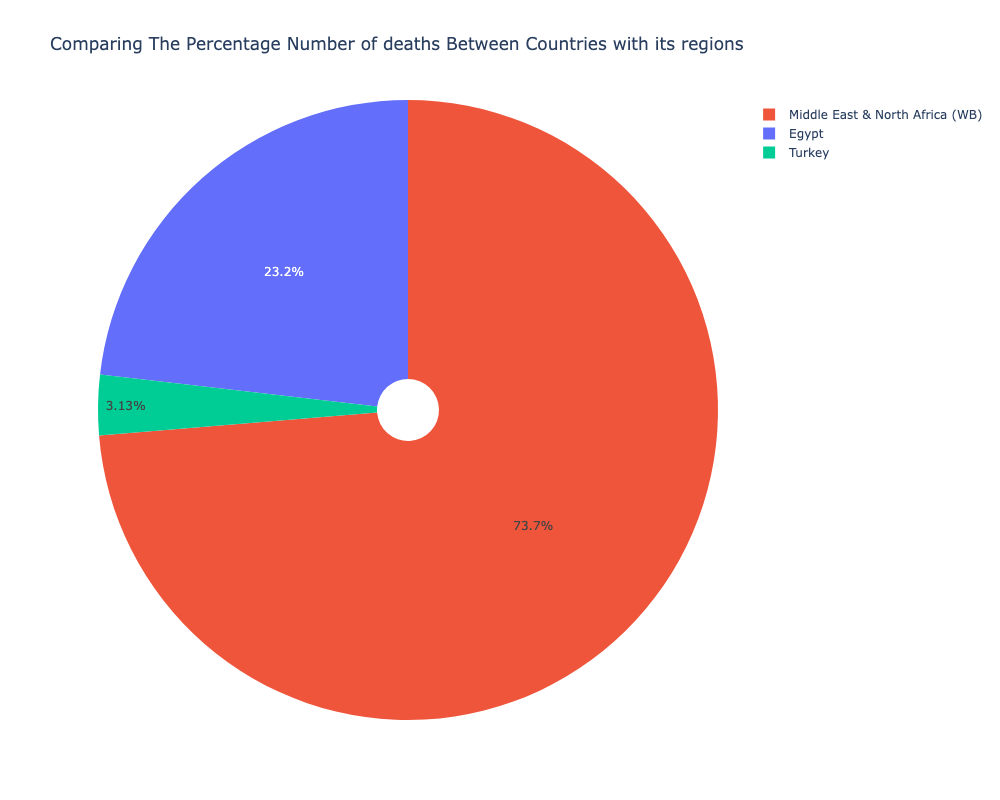 Comparing The Percentage Number of deaths Between Countries with its regions
Middle East & North Africa (WB)
Egypt
Turkey
23.2%
3.13%
73.7%